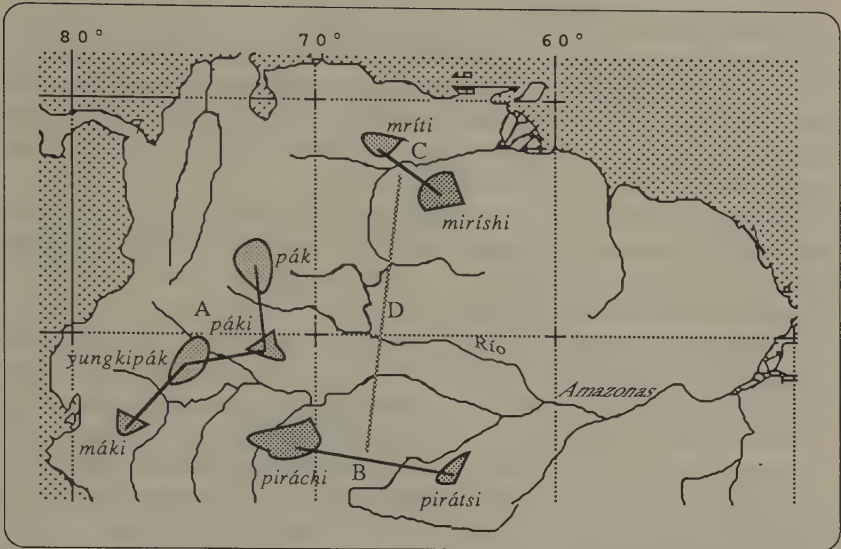 80° 70° 60°
mríti
C
miríshi
pák
A
D
páki
Río
yungkipák
Amazonas
máki
piráchi
B
pirátsi